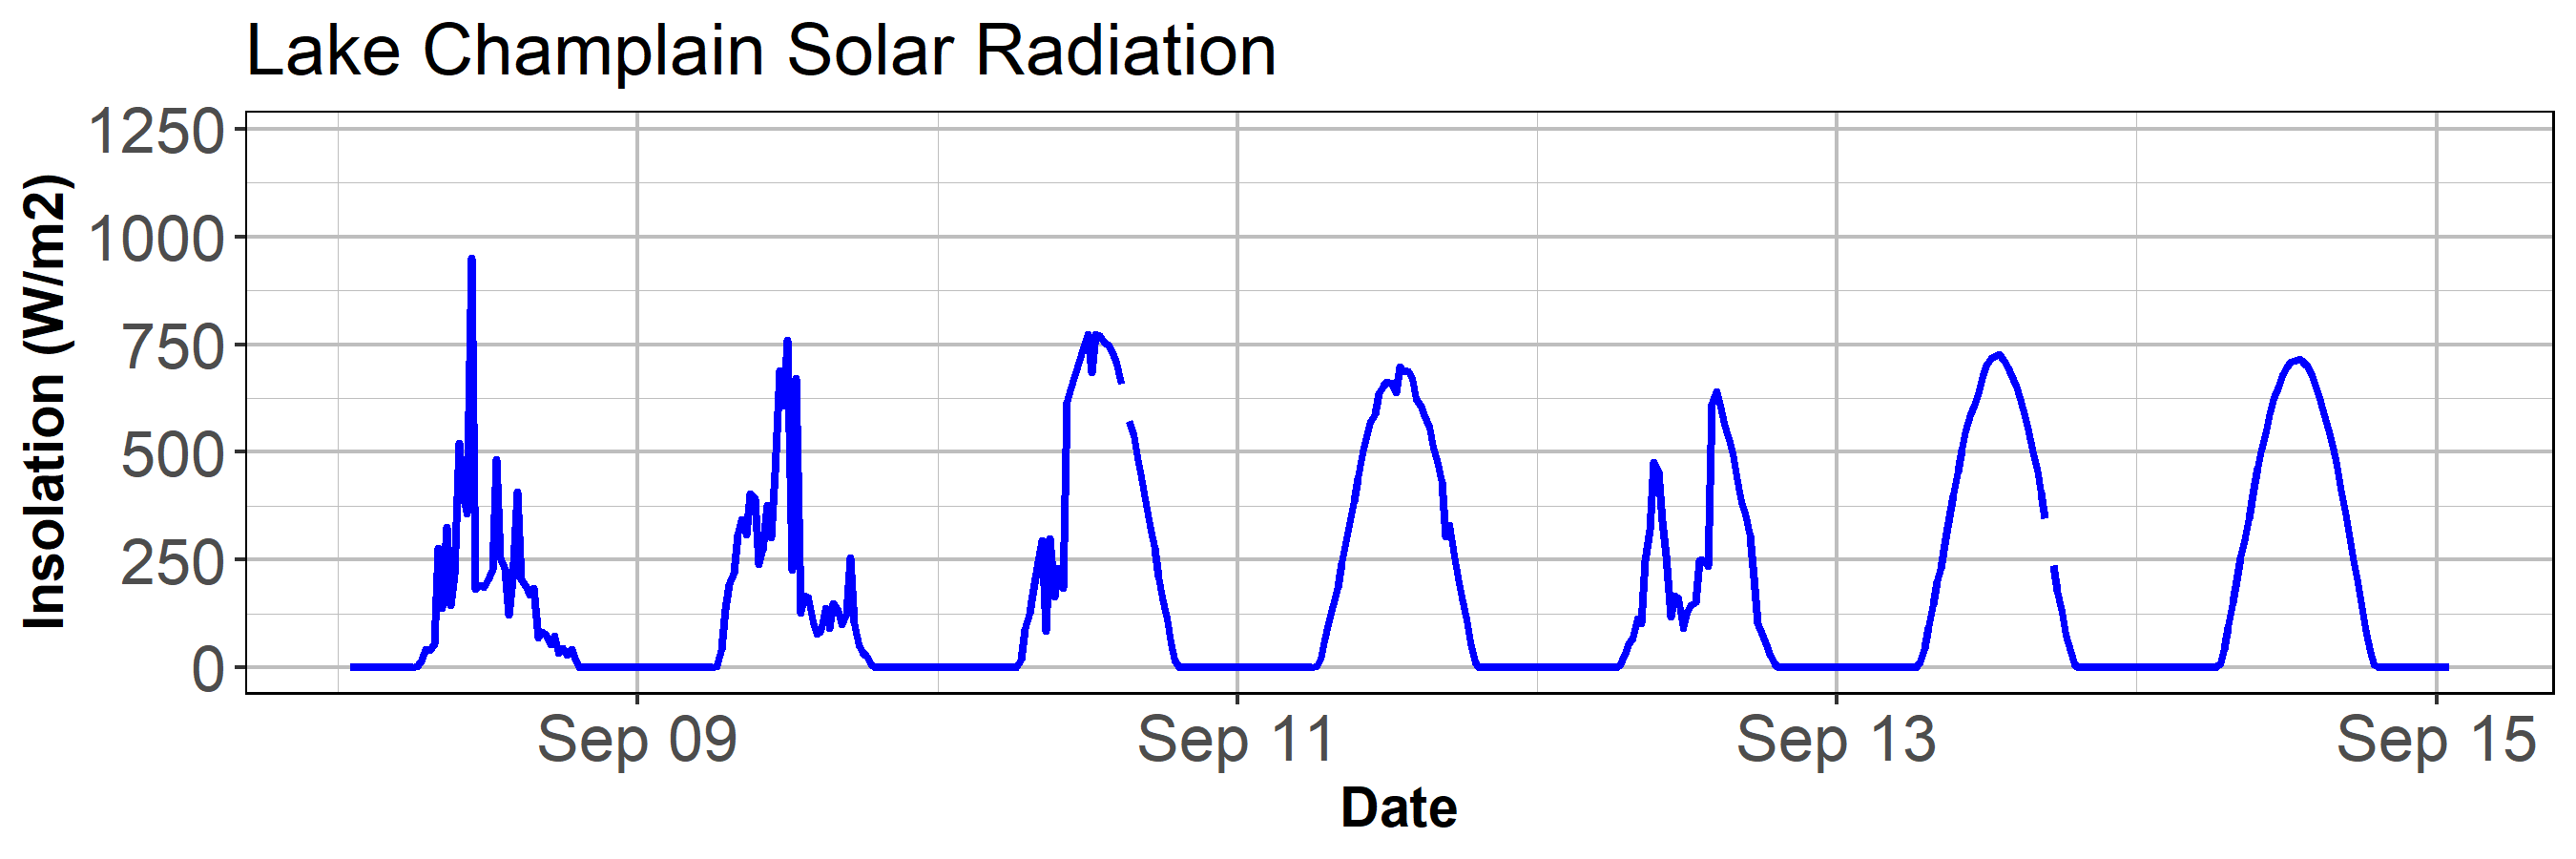 Lake Champlain Solar Radiation
1250
1000
750
500
250
0
Insolation (W/m2)
Sep 09 Sep 11 Sep 13 Sep 15
Date